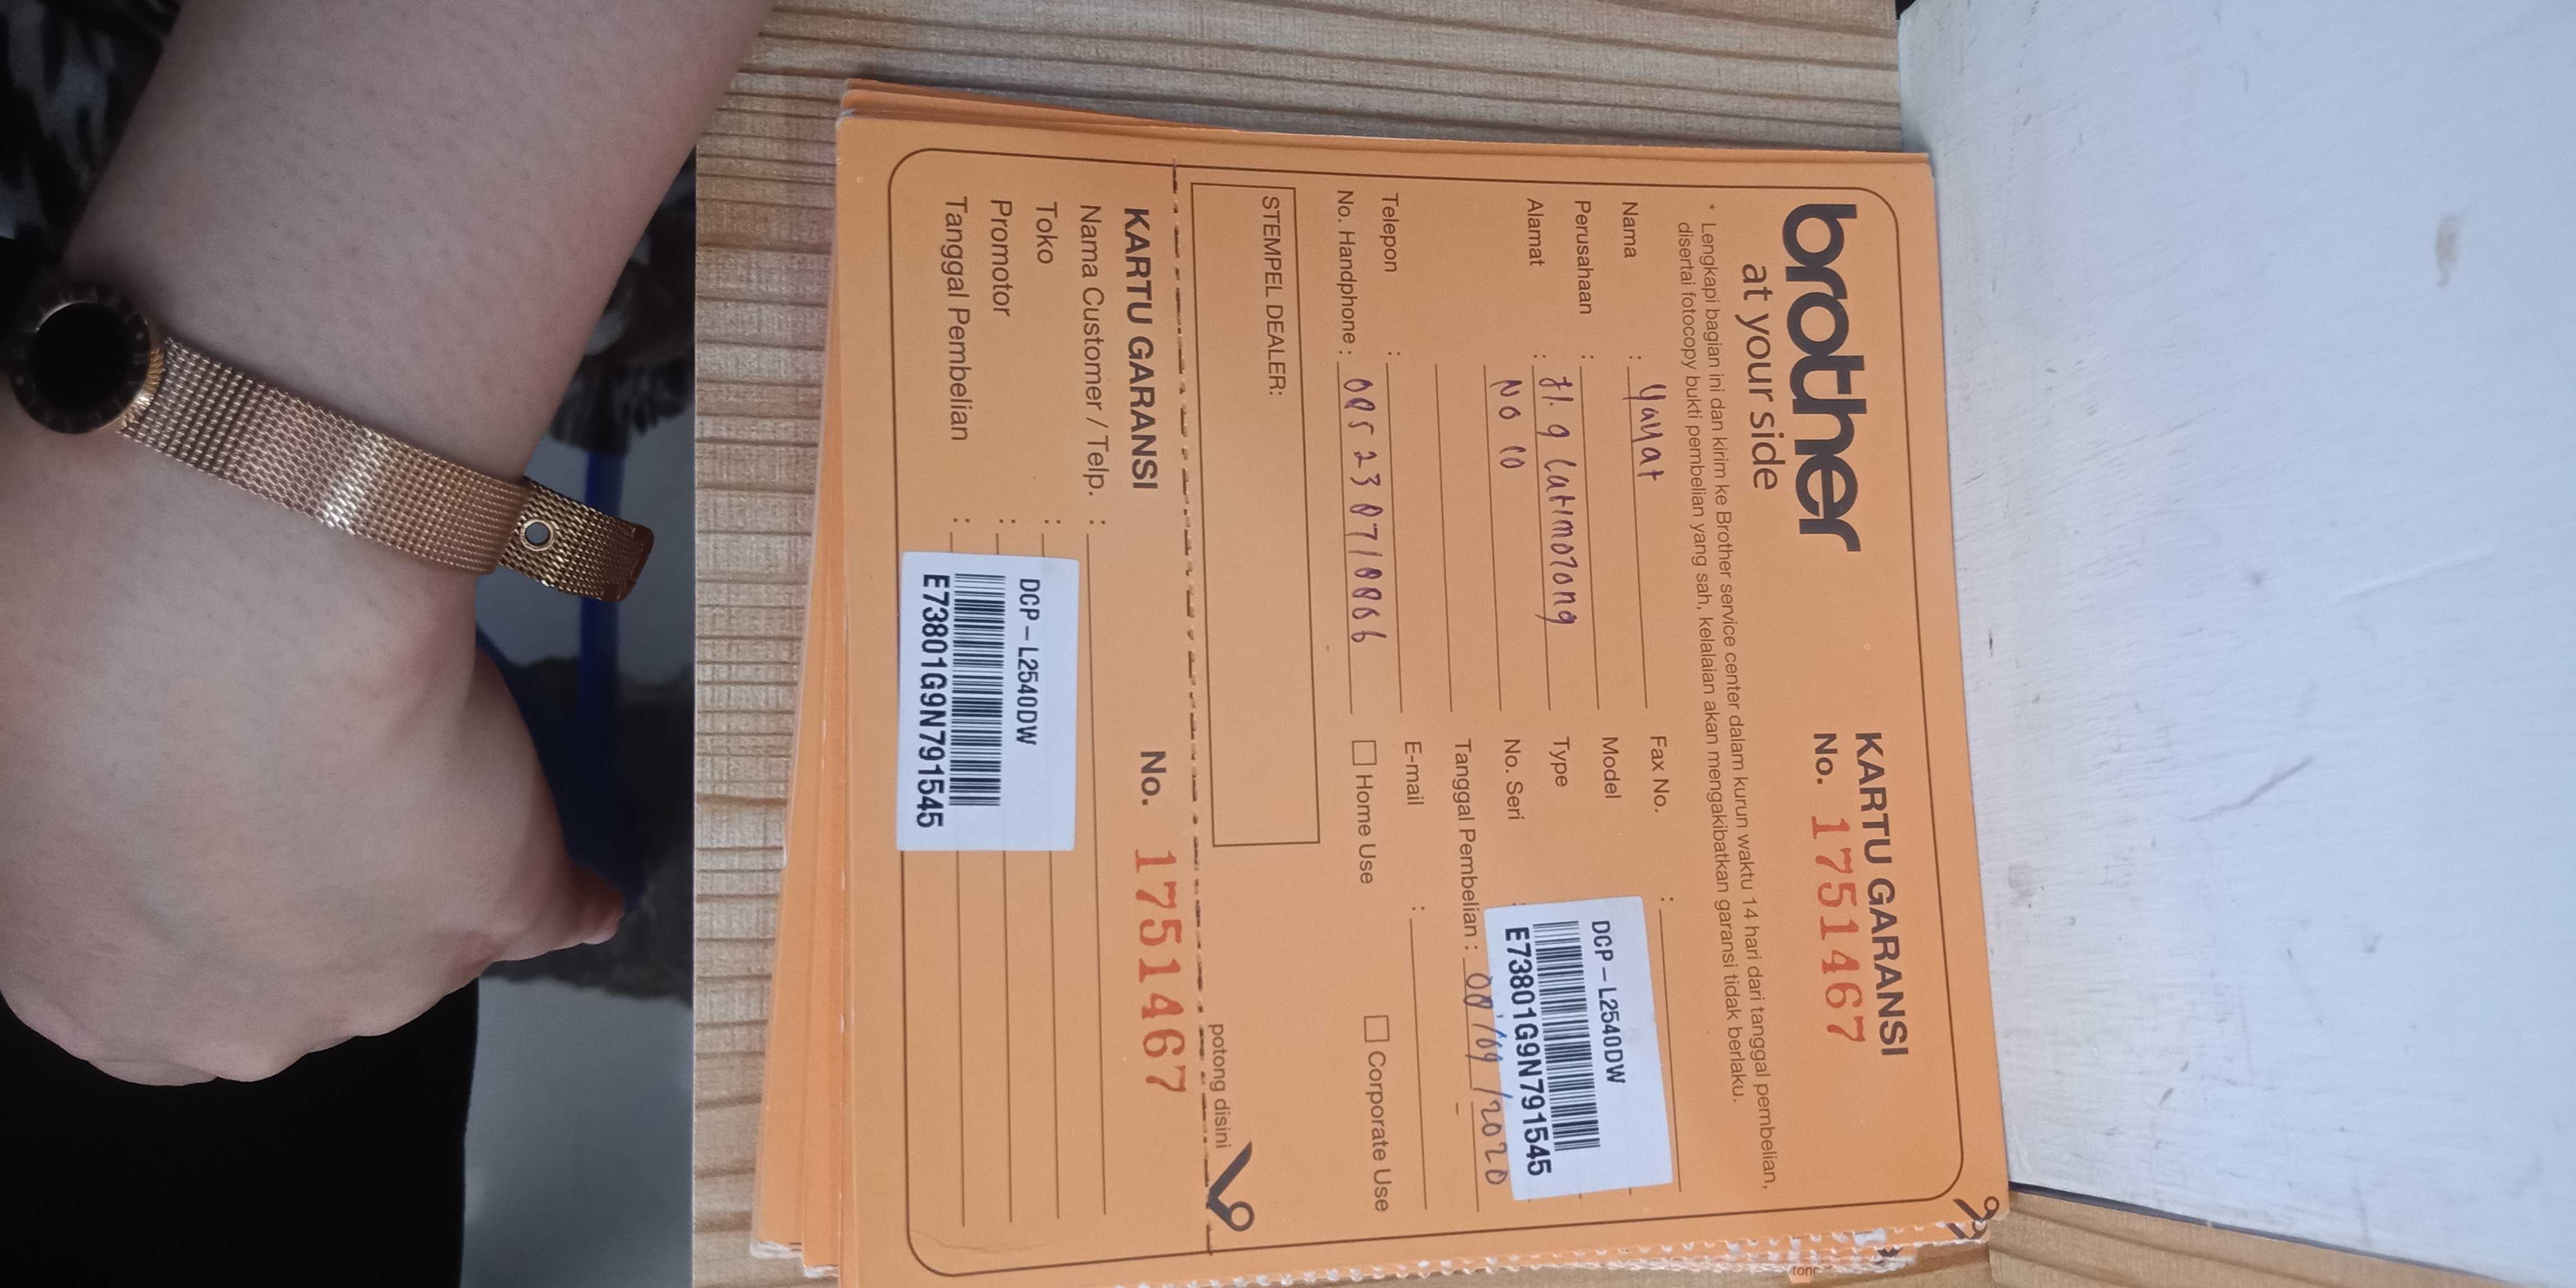 brother
at your side
KARTU GARANSI
No. 1751467
* Lengkapi bagian ini dan kirim ke Brother service center dalam kurun waktu 14 hari dari tanggal pembelian,
disertai fotocopy bukti pembelian yang sah, kelalaian akan mengakibatkan garansi tidak berlaku.
Nama : Yayat
Perusahaan :
Alamat : Jl. G Latimojong
No 10
Telepon :
No. Handphone : 085230710006
Fax No. :
Model
Type
No. Seri
DCP-L2540DW
E73801G9N791545
Tanggal Pembelian : 08/09/2020
E-mail :
Home Use
Corporate Use
STEMPEL DEALER:
potong disini
KARTU GARANSI
No. 1751467
Nama Customer / Telp. :
Toko :
Promotor :
Tanggal Pembelian :
DCP-L2540DW
E73801G9N791545